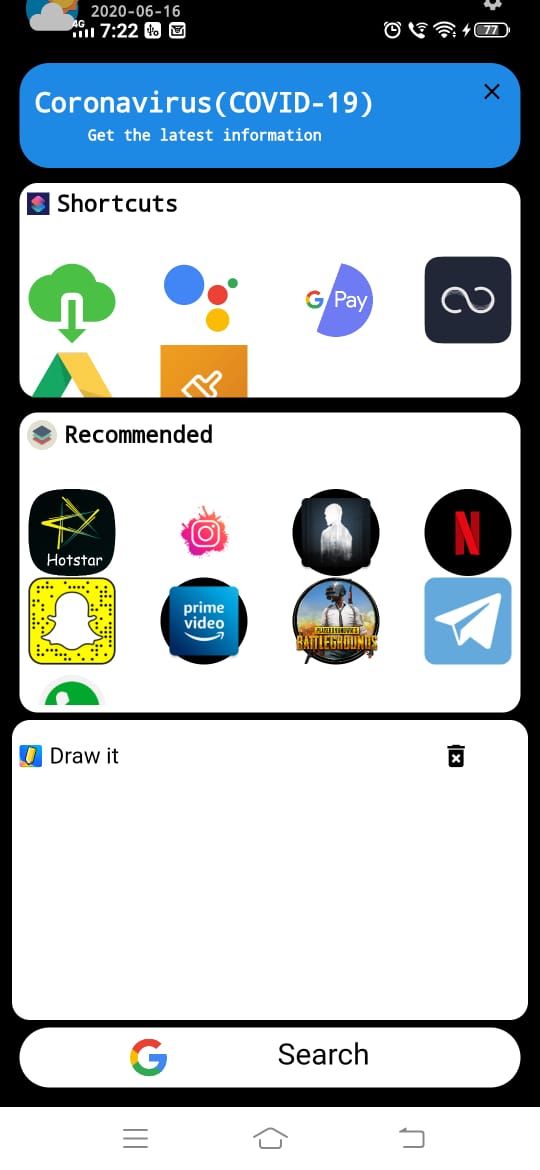 2020-06-16
4G 7:22 77
Coronavirus(COVID-19)
Get the latest information
Shortcuts
G Pay
Recommended
Hotstar
N
prime
video
BATTLEGROUNDS
Draw it
G Search